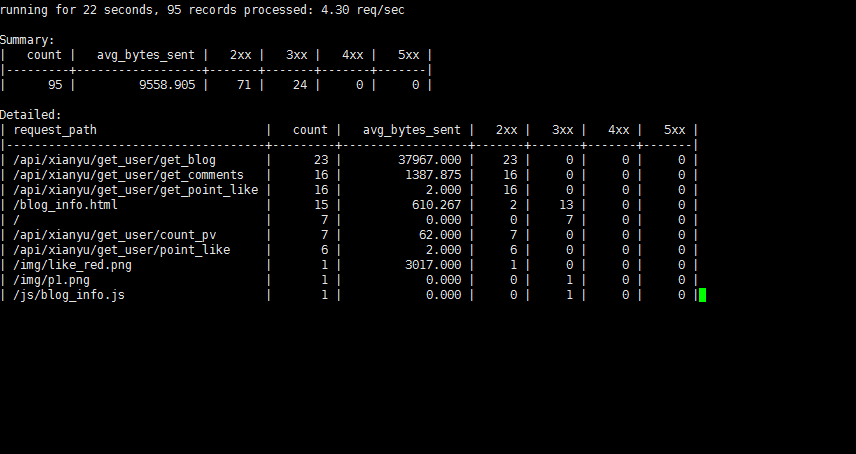 running for 22 seconds, 95 records processed: 4.30 req/sec
Summary:
|   count |   avg_bytes_sent |   2xx |   3xx |   4xx |   5xx |
|---------+------------------+-------+-------+-------+-------|
|      95 |         9558.905 |    71 |    24 |     0 |     0 |
Detailed:
| request_path                       |   count |   avg_bytes_sent |   2xx |   3xx |   4xx |   5xx |
|------------------------------------+---------+------------------+-------+-------+-------+-------|
| /api/xianyu/get_user/get_blog      |      23 |        37967.000 |    23 |     0 |     0 |     0 |
| /api/xianyu/get_user/get_comments  |      16 |         1387.875 |    16 |     0 |     0 |     0 |
| /api/xianyu/get_user/get_point_like |      16 |            2.000 |    16 |     0 |     0 |     0 |
| /blog_info.html                    |      15 |          610.267 |     2 |    13 |     0 |     0 |
| /                                  |       7 |            0.000 |     0 |     7 |     0 |     0 |
| /api/xianyu/get_user/count_pv      |       7 |           62.000 |     7 |     0 |     0 |     0 |
| /api/xianyu/get_user/point_like    |       6 |            2.000 |     6 |     0 |     0 |     0 |
| /img/like_red.png                  |       1 |         3017.000 |     1 |     0 |     0 |     0 |
| /img/p1.png                        |       1 |            0.000 |     0 |     1 |     0 |     0 |
| /js/blog_info.js                   |       1 |            0.000 |     0 |     1 |     0 |     0 |